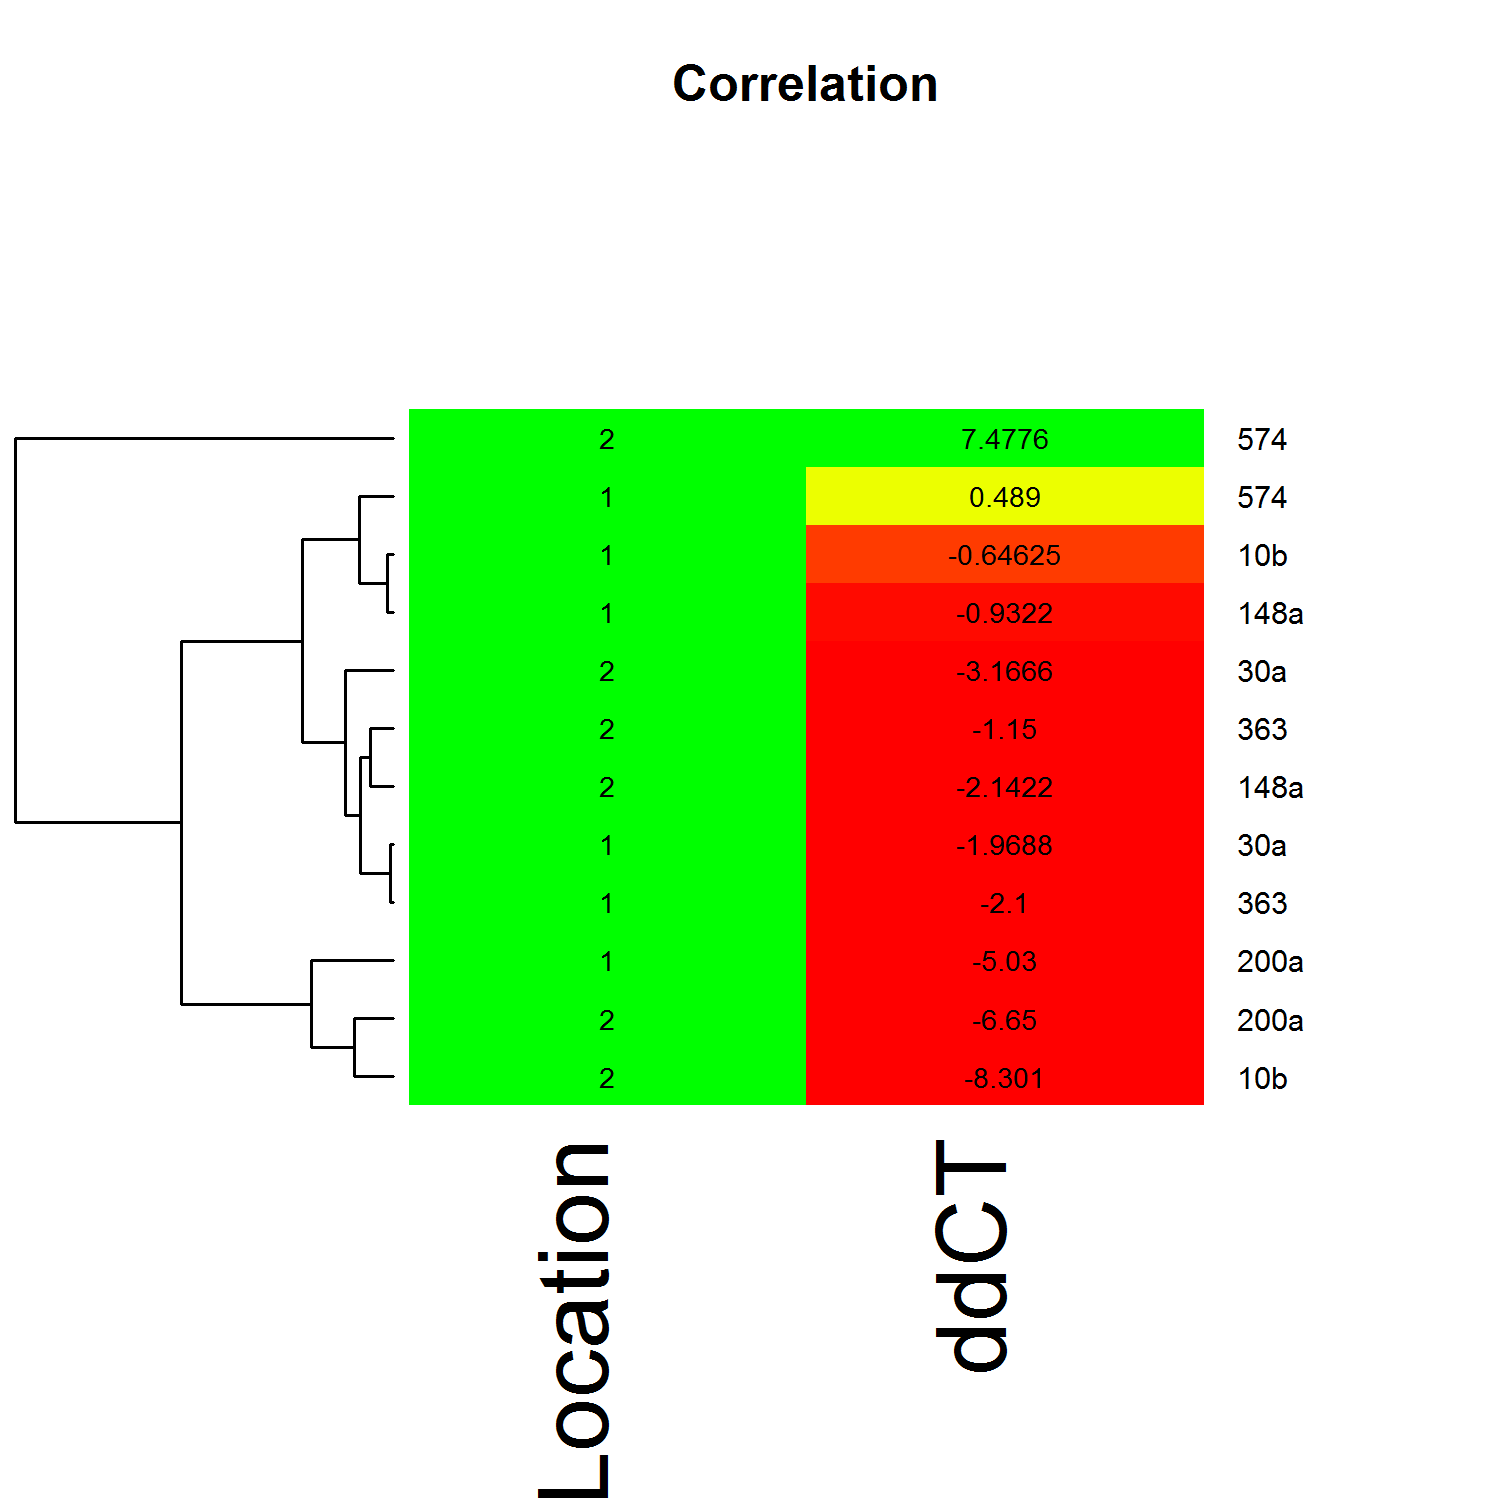 Correlation
2 7.4776 574
1 0.489 574
1 -0.64625 10b
1 -0.9322 148a
2 -3.1666 30a
2 -1.15 363
2 -2.1422 148a
1 -1.9688 30a
1 -2.1 363
1 -5.03 200a
2 -6.65 200a
2 -8.301 10b
Location
ddCT